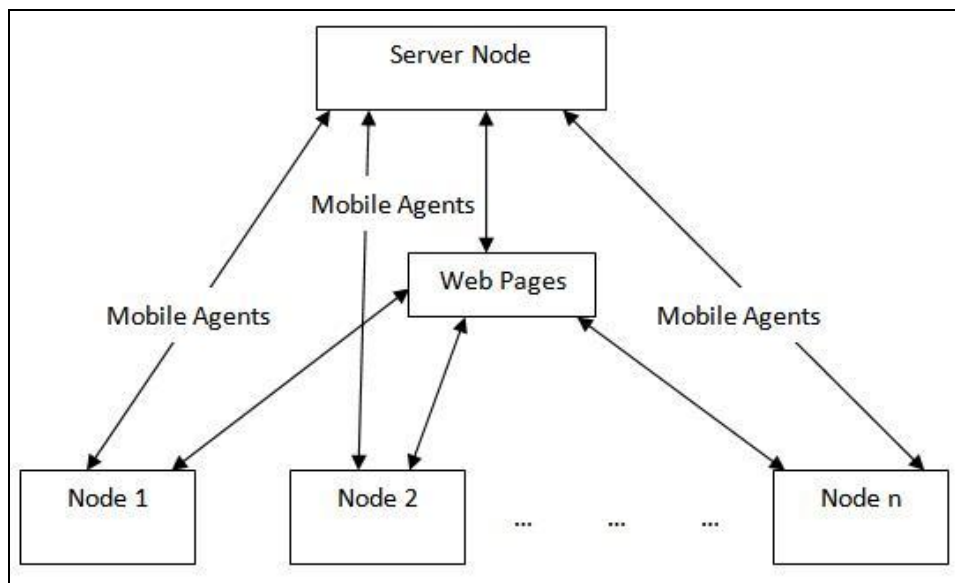 Server Node
Mobile Agents
Web Pages
Mobile Agents
Mobile Agents
Node 1
Node 2
... ... ...
Node n